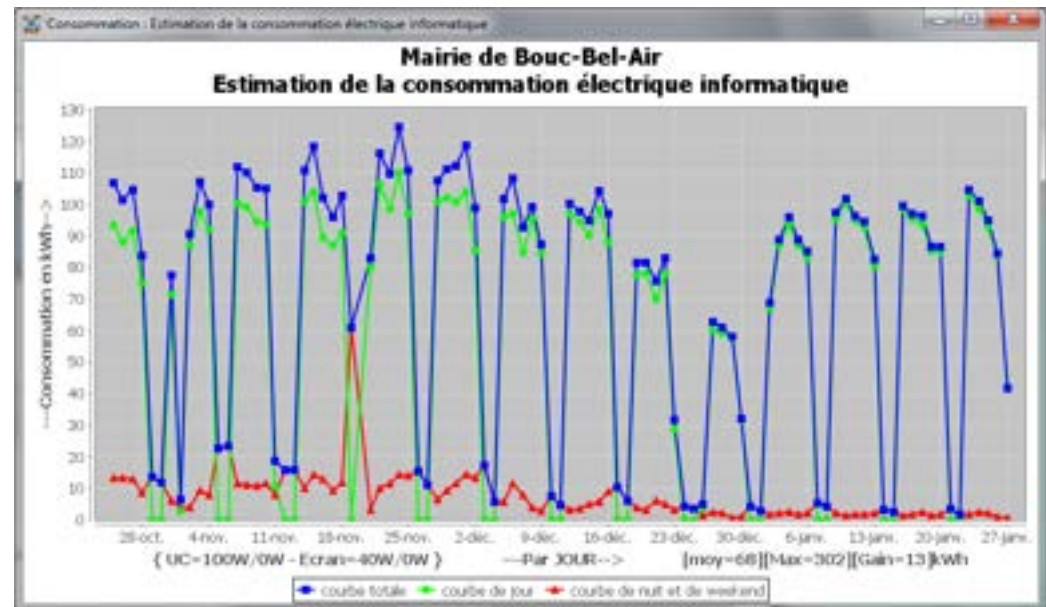 Consommation : Estimation de la consommation électrique informatique
Mairie de Bouc-Bel-Air
Estimation de la consommation électrique informatique
130
120
110
100
90
80
70
60
50
40
30
20
10
0
---Consommation en kWh-->
28-oct. 4-nov. 11-nov. 18-nov. 25-nov. 2-déc. 9-déc. 16-déc. 23-déc. 30-déc. 6-janv. 13-janv. 20-janv. 27-janv.
{ UC=100W/0W - Ecran=40W/0W } ---Par JOUR--> [moy=68][Max=302][Gain=13]kWh
courbe totale courbe de jour courbe de nuit et de weekend